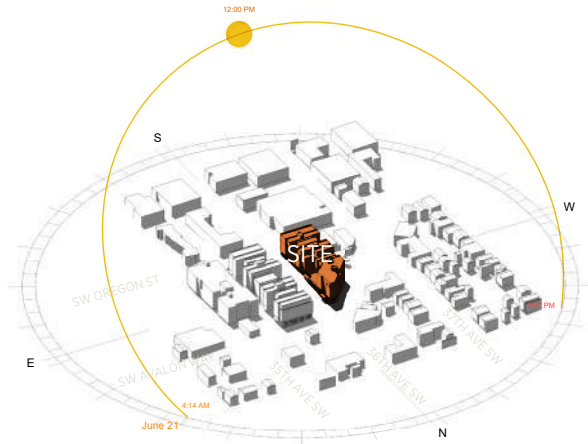 12:00 PM
S
W
SITE
SW OREGON ST
PM
37TH AVE SW
E
36TH AVE SW
SW AVALON
35TH AVE SW
4:14 AM
June 21
N